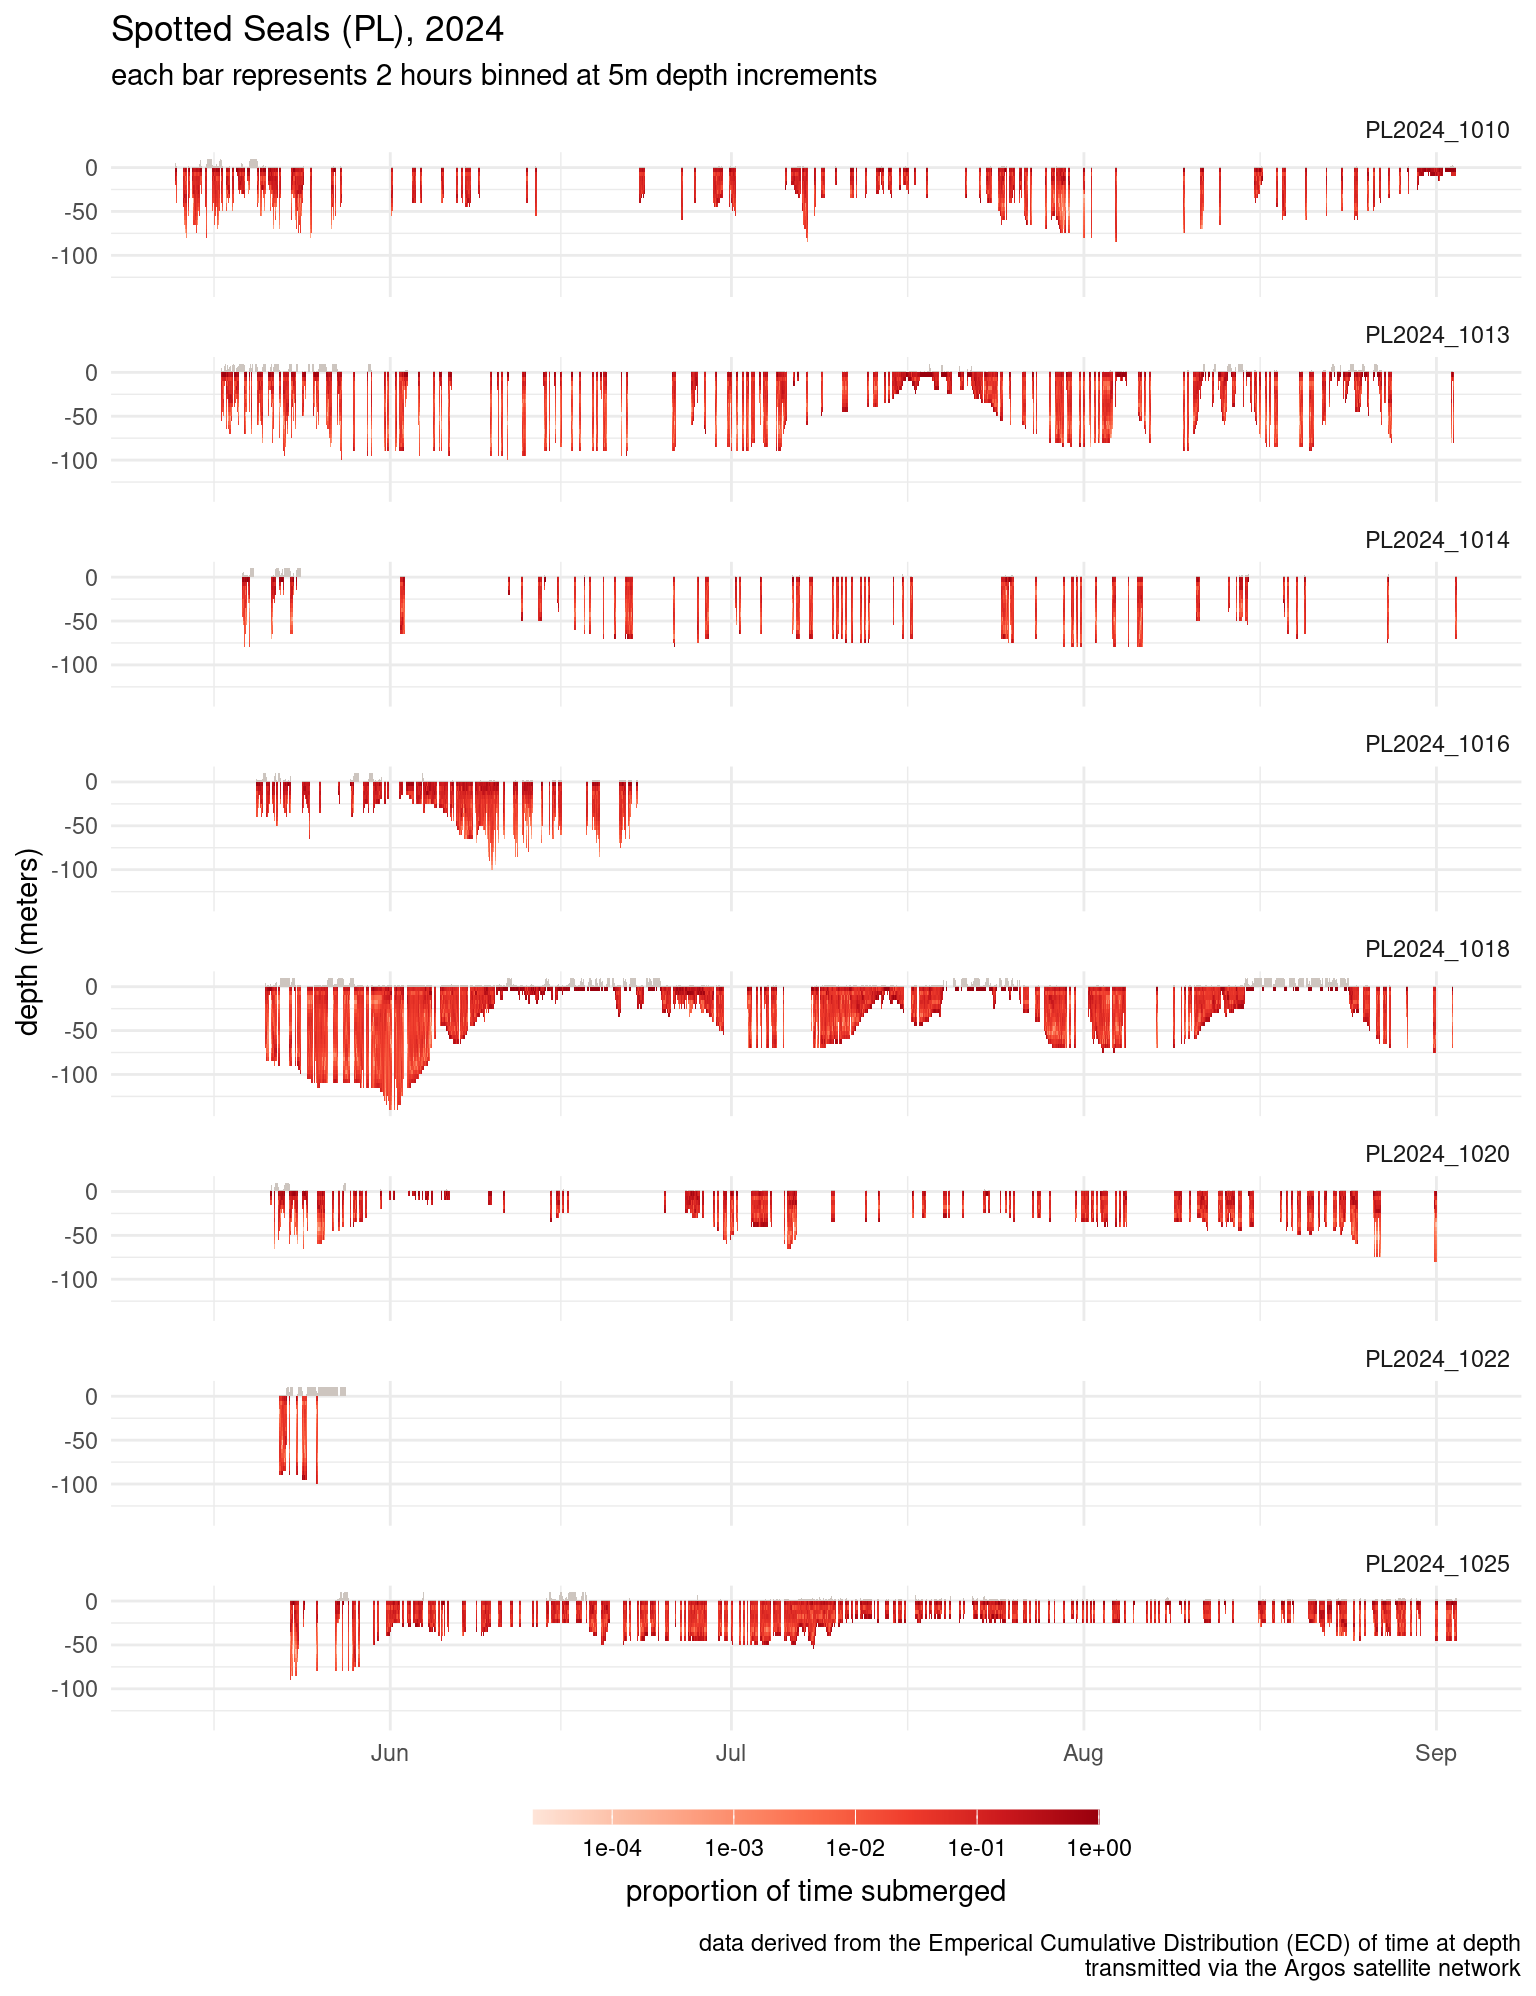 Spotted Seals (PL), 2024
each bar represents 2 hours binned at 5m depth increments
PL2024_1010
0
-50
-100
PL2024_1013
0
-50
-100
PL2024_1014
0
-50
-100
PL2024_1016
0
-50
-100
PL2024_1018
0
-50
-100
PL2024_1020
0
-50
-100
PL2024_1022
0
-50
-100
PL2024_1025
0
-50
-100
depth (meters)
Jun Jul Aug Sep
1e-04 1e-03 1e-02 1e-01 1e+00
proportion of time submerged
data derived from the Emperical Cumulative Distribution (ECD) of time at depth
transmitted via the Argos satellite network